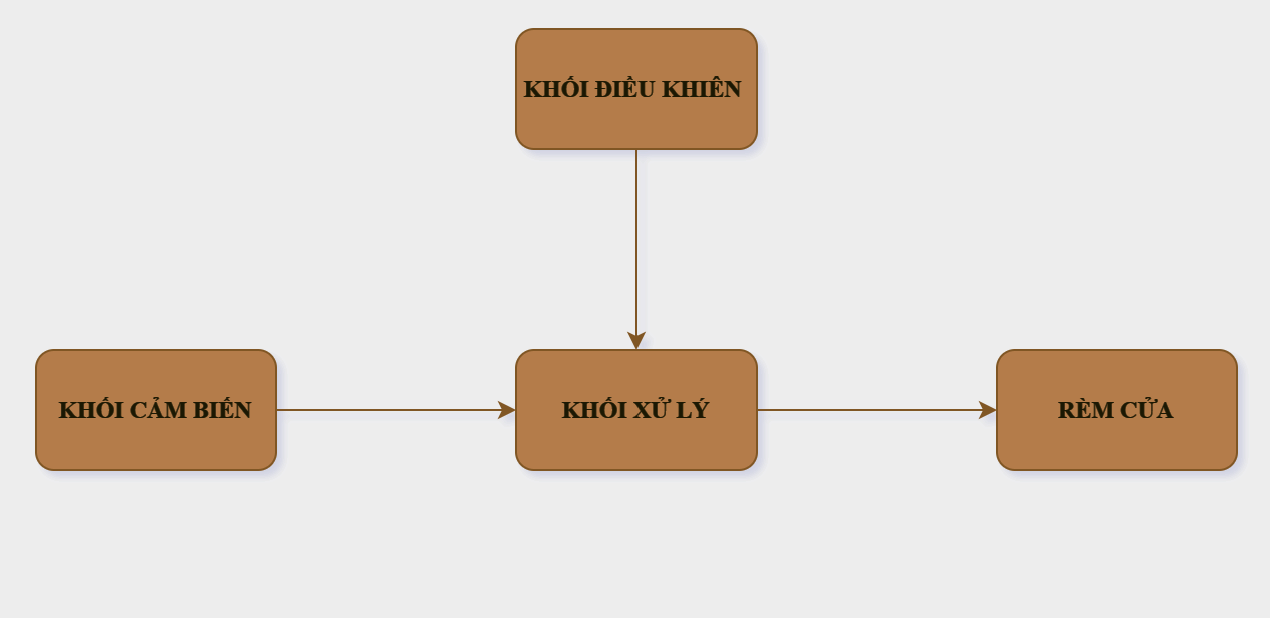 KHỐI ĐIỀU KHIÊN
KHỐI CẢM BIẾN
KHỐI XỬ LÝ
RÈM CỬA